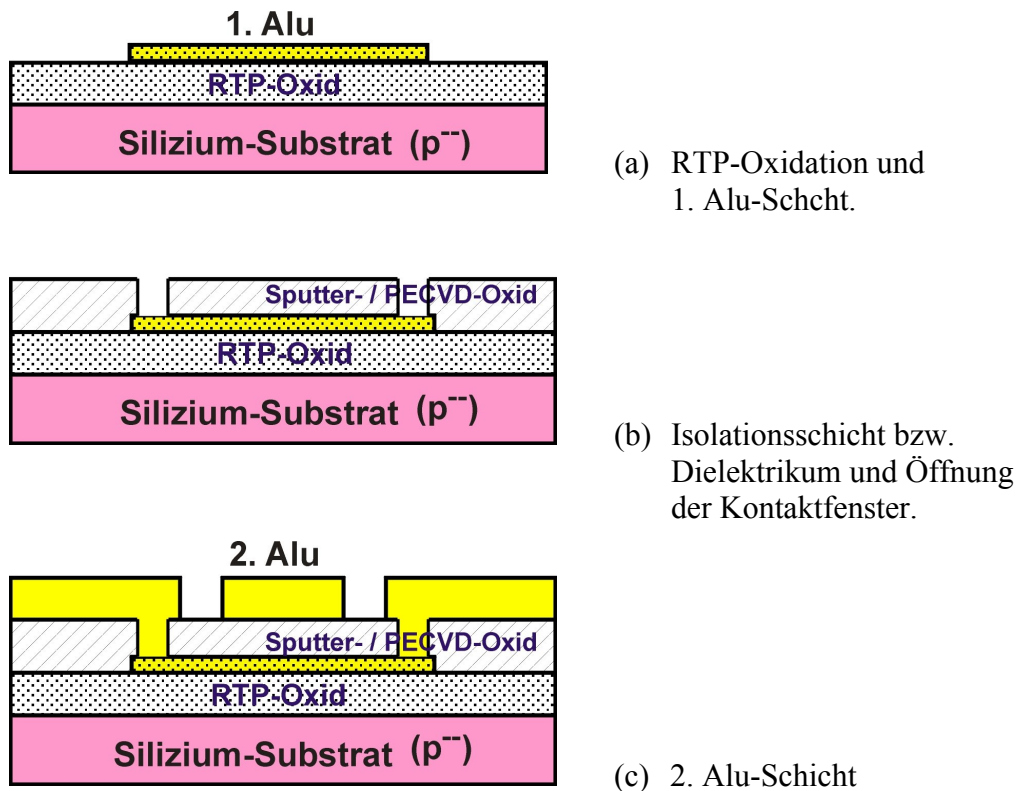 1. Alu
RTP-Oxid
Silizium-Substrat (p--)
(a) RTP-Oxidation und
1. Alu-Schcht.
Sputter- / PECVD-Oxid
RTP-Oxid
Silizium-Substrat (p--)
(b) Isolationsschicht bzw.
Dielektrikum und Öffnung
der Kontaktfenster.
2. Alu
Sputter- / PECVD-Oxid
RTP-Oxid
Silizium-Substrat (p--)
(c) 2. Alu-Schicht